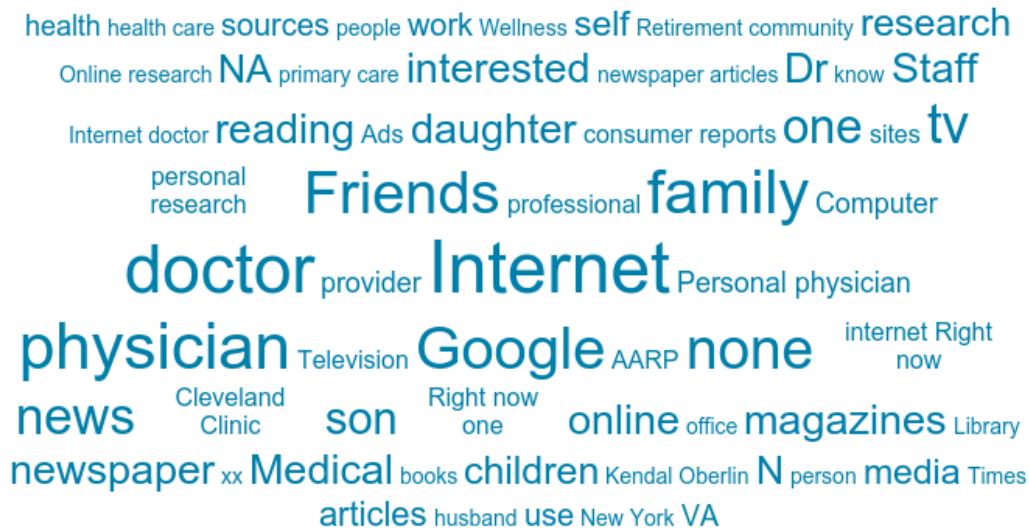 health health care sources people work Wellness self Retirement community research
Online research NA primary care interested newspaper articles Dr know Staff
Internet doctor reading Ads daughter consumer reports one sites tv
personal research Friends professional family Computer
doctor provider Internet Personal physician
physician Television Google AARP none internet Right now
news Cleveland Clinic son Right now one online office magazines Library
newspaper xx Medical books children Kendal Oberlin N person media Times
articles husband use New York VA